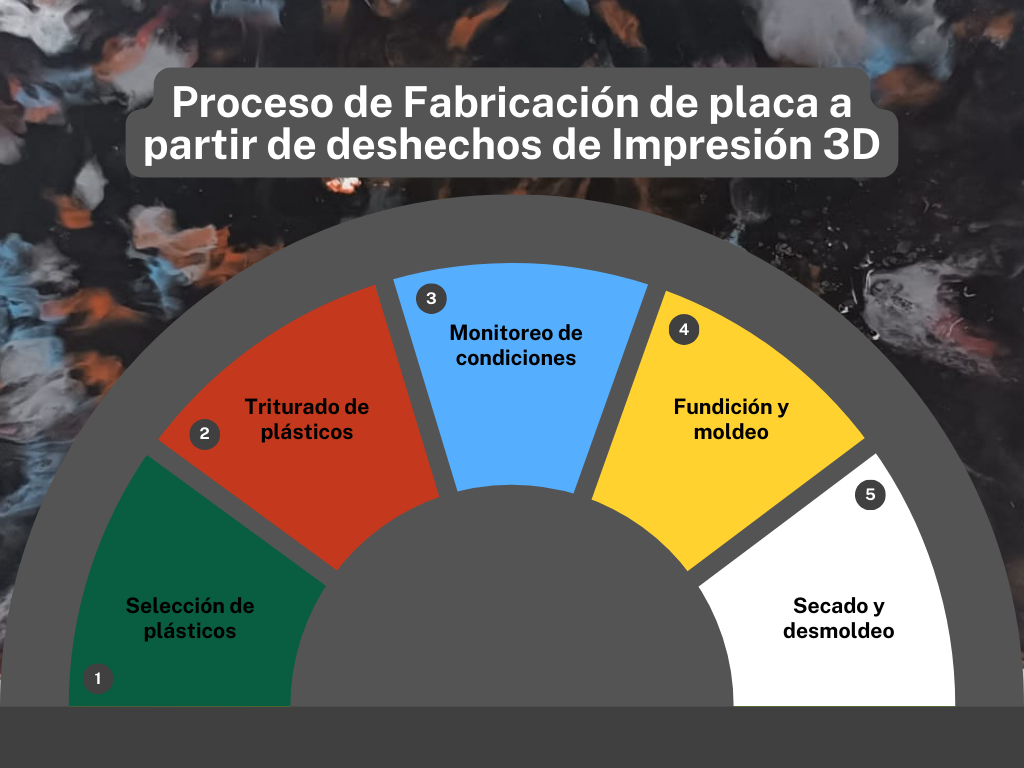 Proceso de Fabricación de placa a
partir de deshechos de Impresión 3D
1
Selección de
plásticos
2
Triturado de
plásticos
3
Monitoreo de
condiciones
4
Fundición y
moldeo
5
Secado y
desmoldeo